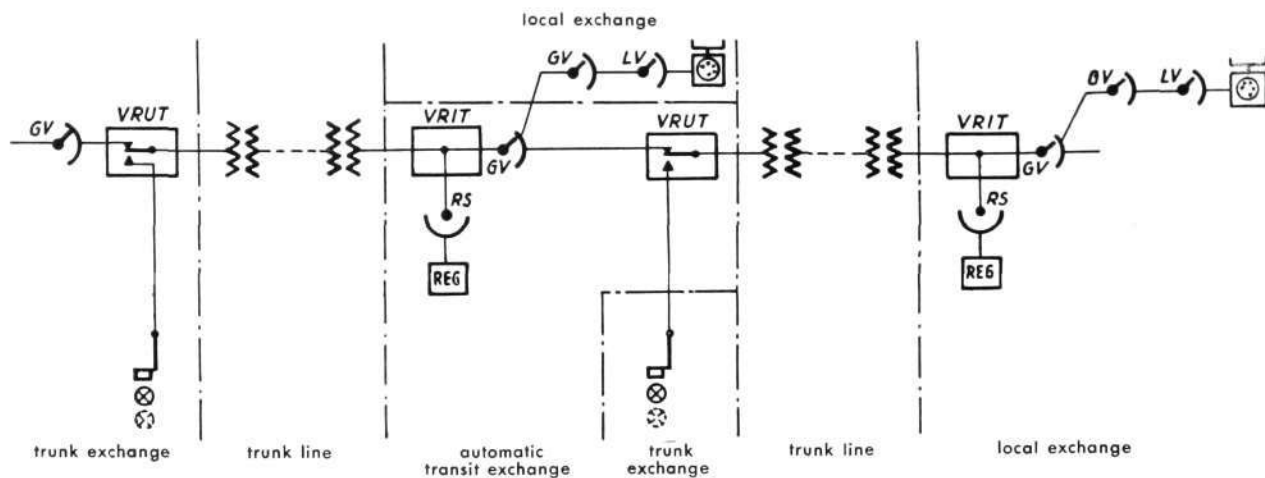 local exchange
GV
LV
BV
LV
GV
VRUT
VRIT
GV
VRUT
VRIT
GV
RS
RS
REG
REG
trunk exchange
trunk line
automatic
transit exchange
trunk
exchange
trunk line
local exchange